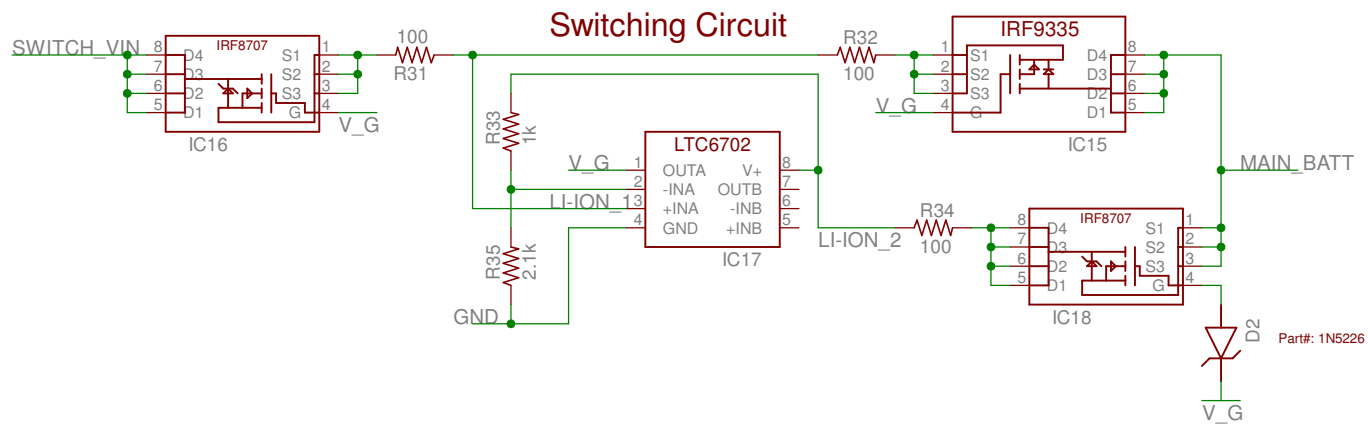 Switching Circuit
SWITCH_VIN
8 D4
7 D3
6 D2
5 D1
IRF8707
S1 1
S2 2
S3 3
G 4
V_G
IC16
100
R31
R32
100
IRF9335
1 S1
2 S2
3 S3
V_G 4 G
D4 8
D3 7
D2 6
D1 5
IC15
MAIN_BATT
R33
1k
LTC6702
V_G 1 OUTA
2 -INA
LI-ION_1 3 +INA
4 GND
V+ 8
OUTB 7
-INB 6
+INB 5
IC17
R35
2.1k
GND
LI-ION_2
R34
100
IRF8707
8 D4
7 D3
6 D2
5 D1
S1 1
S2 2
S3 3
G 4
IC18
D2
Part#: 1N5226
V_G